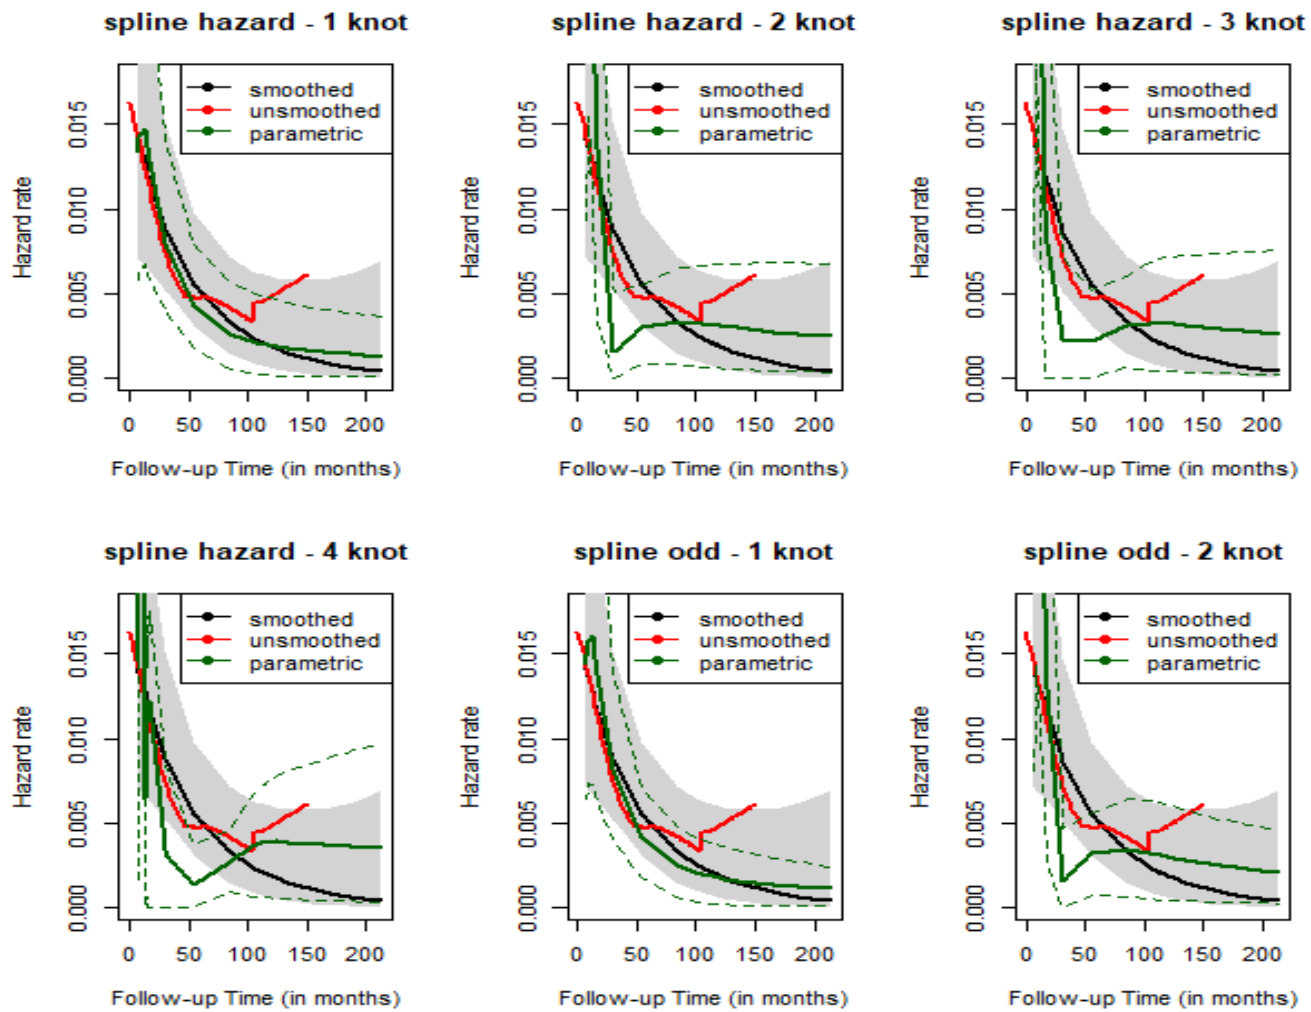 spline hazard - 1 knot
smoothed
unsmoothed
parametric
Hazard rate
0.015
0.010
0.005
0.000
0 50 100 150 200
Follow-up Time (in months)
spline hazard - 2 knot
smoothed
unsmoothed
parametric
Hazard rate
0.015
0.010
0.005
0.000
0 50 100 150 200
Follow-up Time (in months)
spline hazard - 3 knot
smoothed
unsmoothed
parametric
Hazard rate
0.015
0.010
0.005
0.000
0 50 100 150 200
Follow-up Time (in months)
spline hazard - 4 knot
smoothed
unsmoothed
parametric
Hazard rate
0.015
0.010
0.005
0.000
0 50 100 150 200
Follow-up Time (in months)
spline odd - 1 knot
smoothed
unsmoothed
parametric
Hazard rate
0.015
0.010
0.005
0.000
0 50 100 150 200
Follow-up Time (in months)
spline odd - 2 knot
smoothed
unsmoothed
parametric
Hazard rate
0.015
0.010
0.005
0.000
0 50 100 150 200
Follow-up Time (in months)